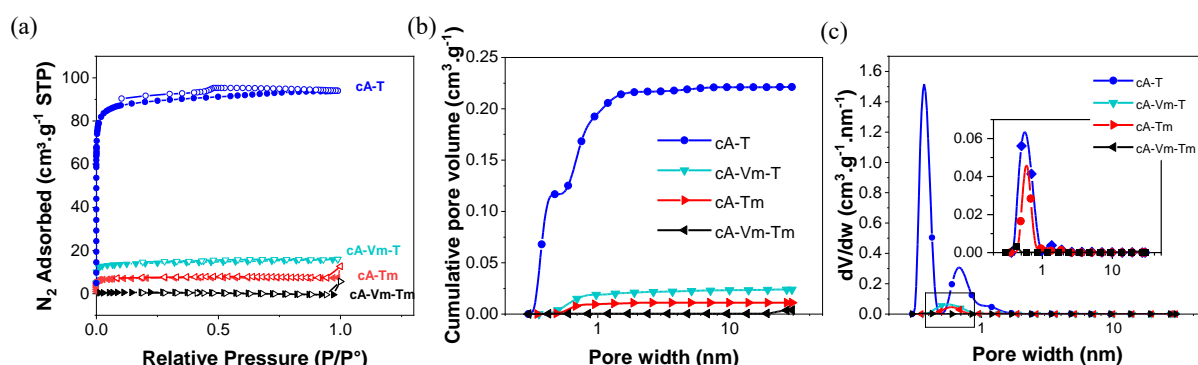 (a)
N₂ Adsorbed (cm³.g⁻¹ STP)
100
80
60
40
20
0
0.0
0.5
1.0
Relative Pressure (P/P°)
cA-T
cA-Vm-T
cA-Tm
cA-Vm-Tm
(b)
Cumulative pore volume (cm³.g⁻¹)
0.25
0.20
0.15
0.10
0.05
0.00
1
10
Pore width (nm)
cA-T
cA-Vm-T
cA-Tm
cA-Vm-Tm
(c)
dV/dw (cm³.g⁻¹.nm⁻¹)
1.6
1.4
1.2
1.0
0.8
0.6
0.4
0.2
0.0
1
10
Pore width (nm)
cA-T
cA-Vm-T
cA-Tm
cA-Vm-Tm
0.06
0.04
0.02
0.00
1
10